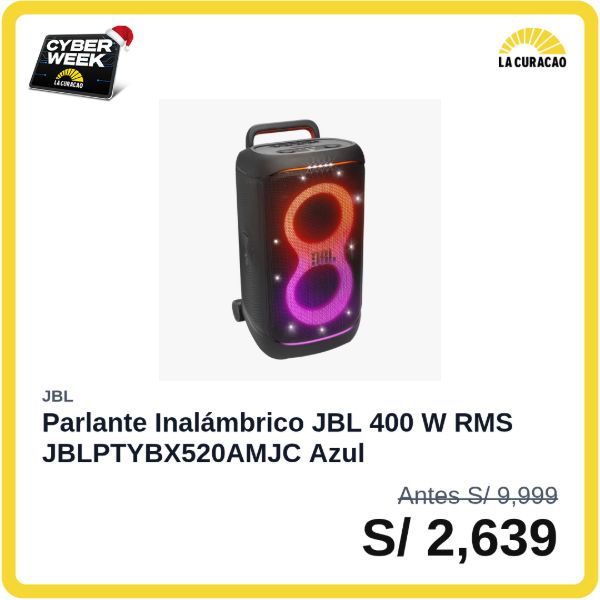 CYBER
WEEK
LA CURACAO
LA CURACAO
JBL
JBL
Parlante Inalámbrico JBL 400 W RMS
JBLPTYBX520AMJC Azul
Antes S/ 9,999
S/ 2,639